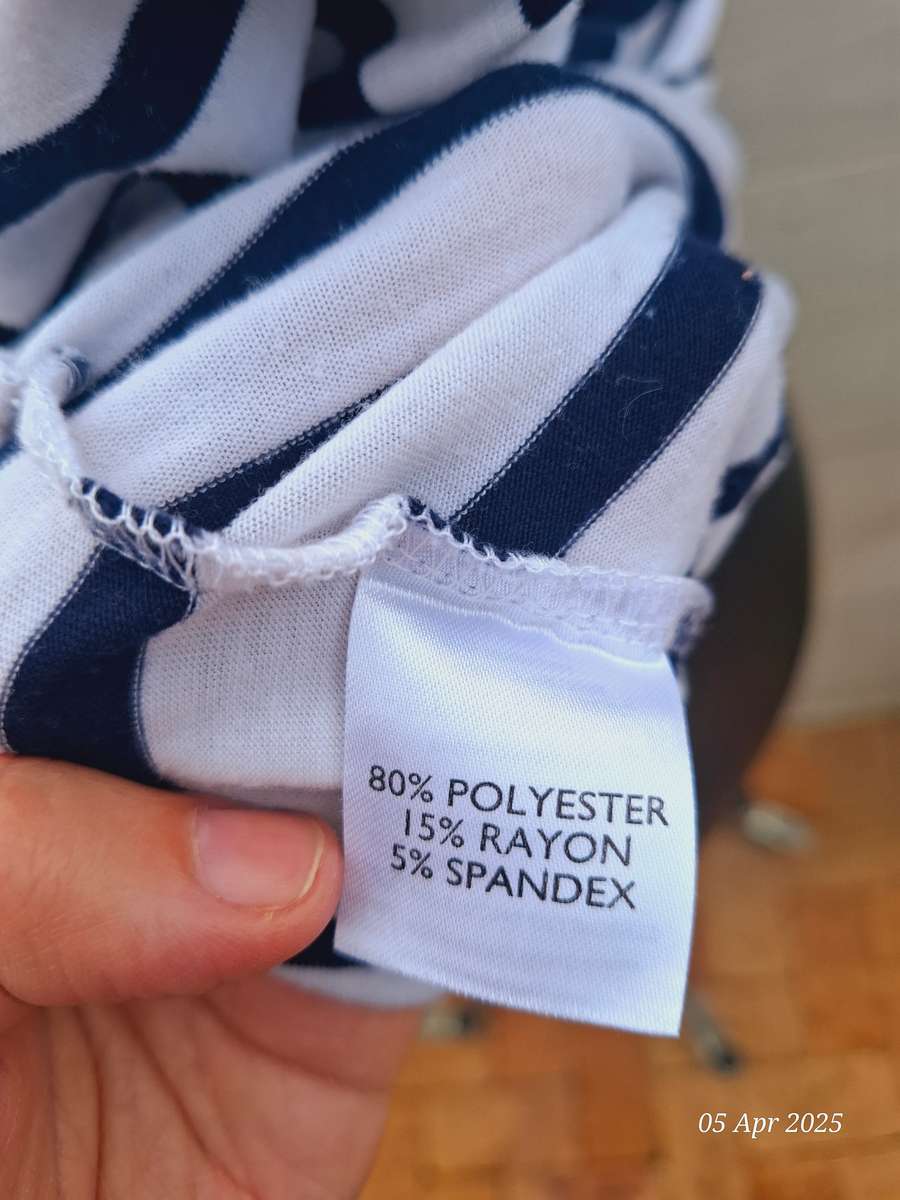 80% POLYESTER
15% RAYON
5% SPANDEX
05 Apr 2025